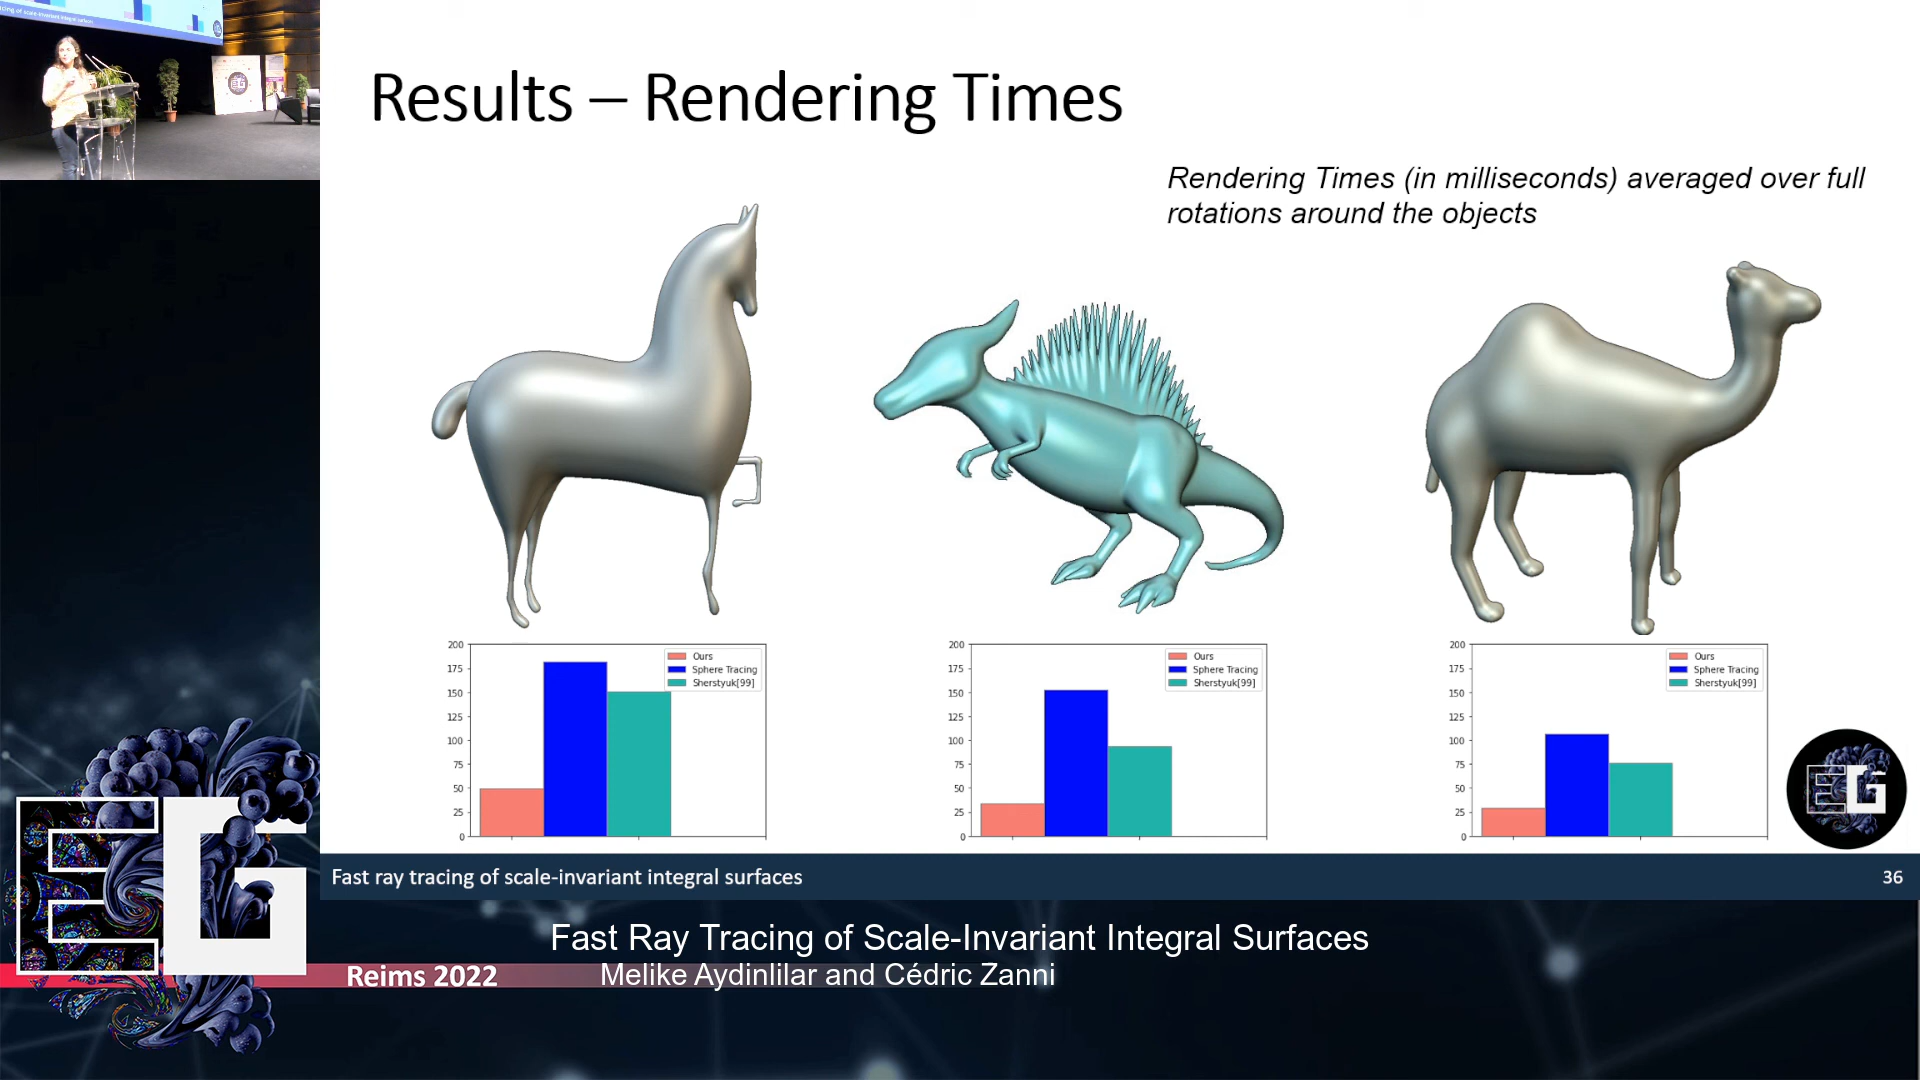 Results – Rendering Times
Rendering Times (in milliseconds) averaged over full
rotations around the objects
200
175
150
125
100
75
50
25
0
Ours
Sphere Tracing
Sherstyuk[99]
200
175
150
125
100
75
50
25
0
Ours
Sphere Tracing
Sherstyuk[99]
200
175
150
125
100
75
50
25
0
Ours
Sphere Tracing
Sherstyuk[99]
EG
Fast ray tracing of scale-invariant integral surfaces
36
EG
Fast Ray Tracing of Scale-Invariant Integral Surfaces
Reims 2022
Melike Aydinlilar and Cédric Zanni